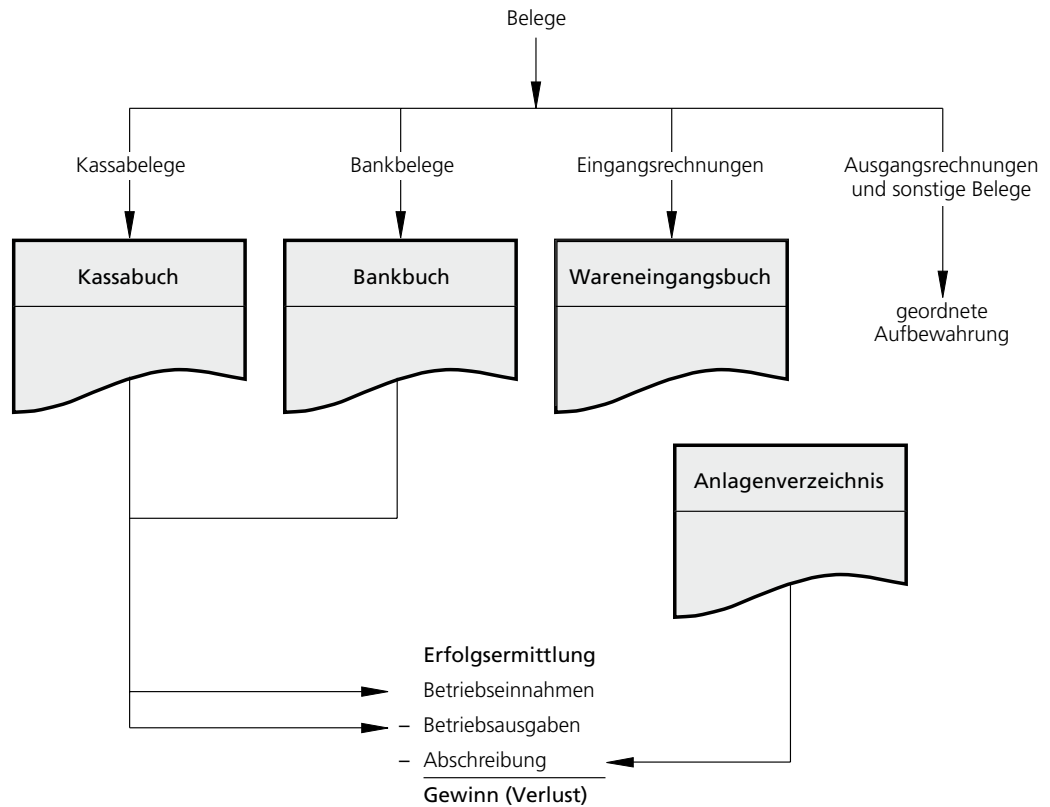 Belege
Kassabelege
Bankbelege
Eingangsrechnungen
Ausgangsrechnungen
und sonstige Belege
Kassabuch
Bankbuch
Wareneingangsbuch
geordnete
Aufbewahrung
Anlagenverzeichnis
Erfolgsermittlung
Betriebseinnahmen
– Betriebsausgaben
– Abschreibung
Gewinn (Verlust)